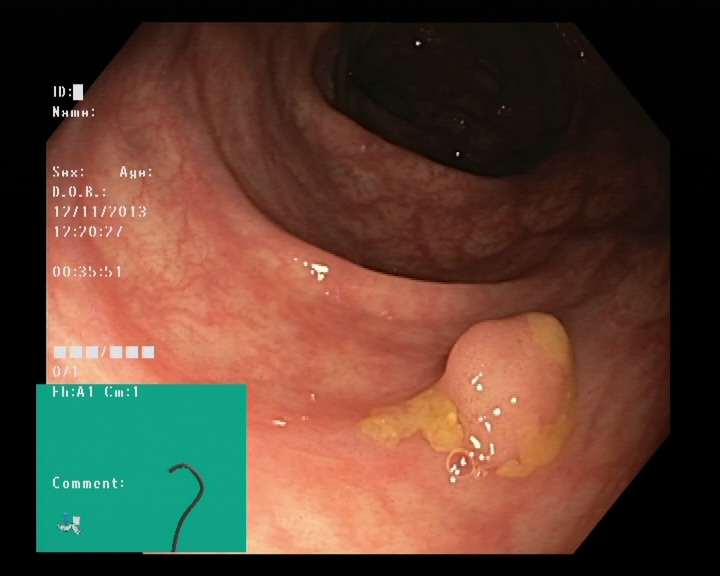 ID:
Name:
Sex: Age:
D.O.B.:
12/11/2013
12:20:27
00:35:51
■■■/■■■
0/1
Eh:A1 Cm:1
Comment: